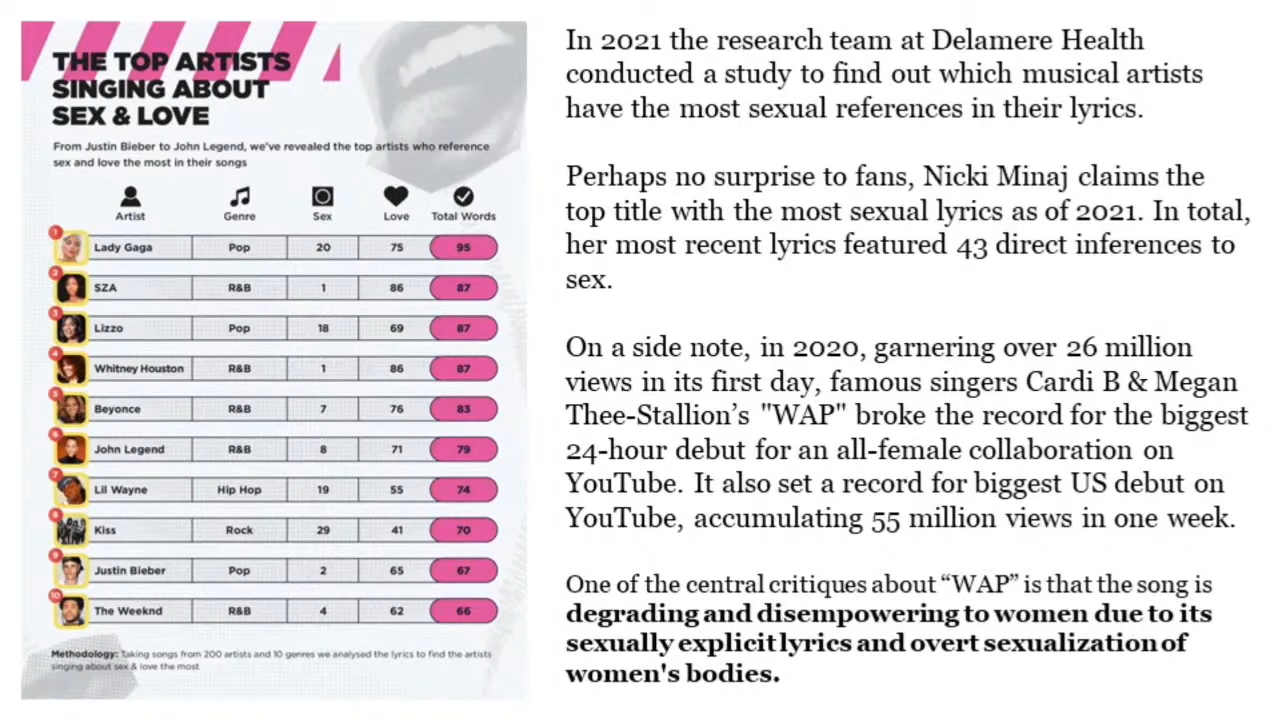 THE TOP ARTISTS
SINGING ABOUT
SEX & LOVE
From Justin Bieber to John Legend, we've revealed the top artists who reference
sex and love the most in their songs
Artist Genre Sex Love Total Words
1 Lady Gaga Pop 20 75 95
2 SZA R&B 1 86 87
3 Lizzo Pop 18 69 87
4 Whitney Houston R&B 1 86 87
5 Beyonce R&B 7 76 83
6 John Legend R&B 8 71 79
7 Lil Wayne Hip Hop 19 55 74
8 Kiss Rock 29 41 70
9 Justin Bieber Pop 2 65 67
10 The Weeknd R&B 4 62 66
Methodology: Taking songs from 200 artists and 10 genres we analysed the lyrics to find the artists
singing about sex & love the most
In 2021 the research team at Delamere Health
conducted a study to find out which musical artists
have the most sexual references in their lyrics.
Perhaps no surprise to fans, Nicki Minaj claims the
top title with the most sexual lyrics as of 2021. In total,
her most recent lyrics featured 43 direct inferences to
sex.
On a side note, in 2020, garnering over 26 million
views in its first day, famous singers Cardi B & Megan
Thee-Stallion’s "WAP" broke the record for the biggest
24-hour debut for an all-female collaboration on
YouTube. It also set a record for biggest US debut on
YouTube, accumulating 55 million views in one week.
One of the central critiques about “WAP” is that the song is
degrading and disempowering to women due to its
sexually explicit lyrics and overt sexualization of
women's bodies.